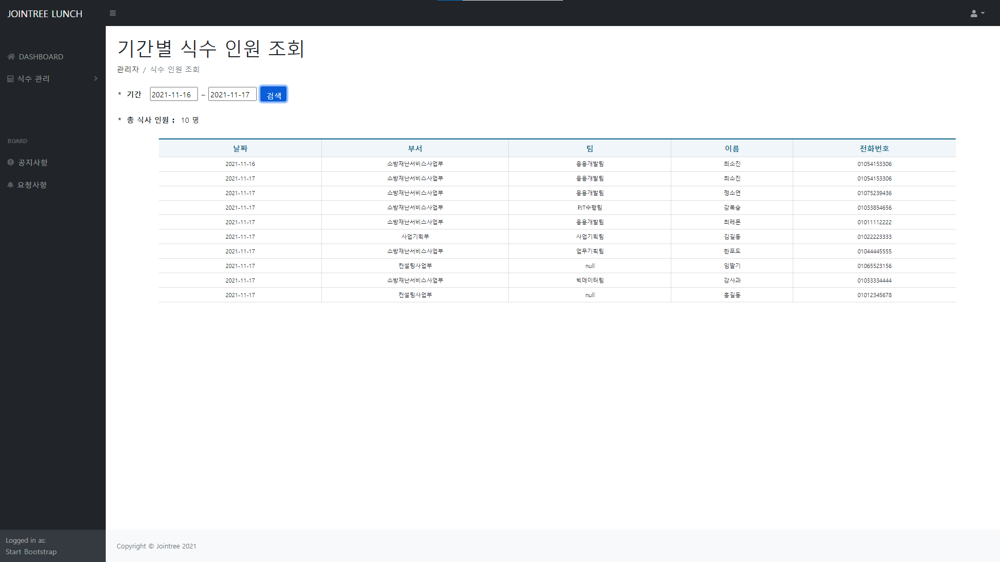 JOINTREE LUNCH
DASHBOARD
식수 관리
BOARD
공지사항
요청사항
Logged in as:
Start Bootstrap
기간별 식수 인원 조회
관리자 / 식수 인원 조회
* 기간 2021-11-16 ~ 2021-11-17 검색
* 총 식사 인원 : 10 명
날짜 부서 팀 이름 전화번호
2021-11-16 소방재난서비스사업부 응용개발팀 최소진 01054153306
2021-11-17 소방재난서비스사업부 응용개발팀 최소진 01054153306
2021-11-17 소방재난서비스사업부 응용개발팀 정소연 01075239436
2021-11-17 소방재난서비스사업부 PJT수행팀 강복승 01033854656
2021-11-17 소방재난서비스사업부 응용개발팀 최레몬 01011112222
2021-11-17 사업기획부 사업기획팀 김길동 01022223333
2021-11-17 소방재난서비스사업부 업무기획팀 한포도 01044445555
2021-11-17 컨설팅사업부 null 임딸기 01065523156
2021-11-17 소방재난서비스사업부 빅데이터팀 강사과 01033334444
2021-11-17 컨설팅사업부 null 홍길동 01012345678
Copyright © Jointree 2021